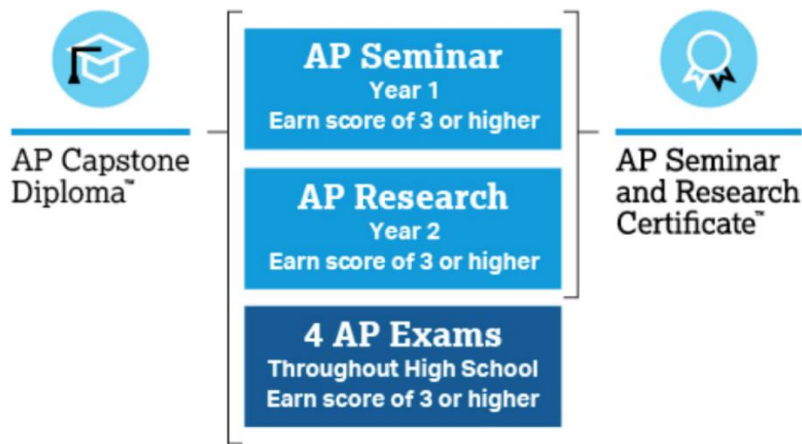 AP Capstone
Diploma™
AP Seminar
Year 1
Earn score of 3 or higher
AP Research
Year 2
Earn score of 3 or higher
4 AP Exams
Throughout High School
Earn score of 3 or higher
AP Seminar
and Research
Certificate™